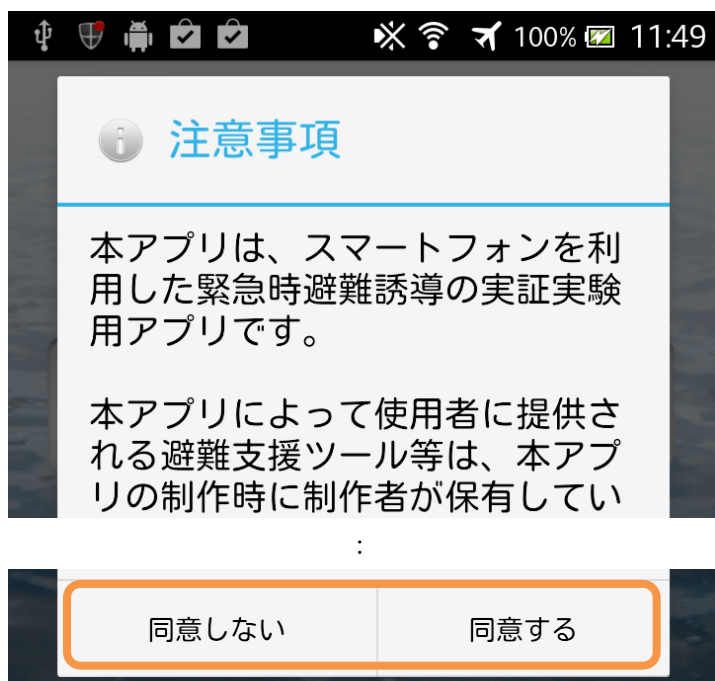 100% 11:49
注意事項
本アプリは、スマートフォンを利
用した緊急時避難誘導の実証実験
用アプリです。
本アプリによって使用者に提供さ
れる避難支援ツール等は、本アプ
リの制作時に制作者が保有してい
:
同意しない 同意する